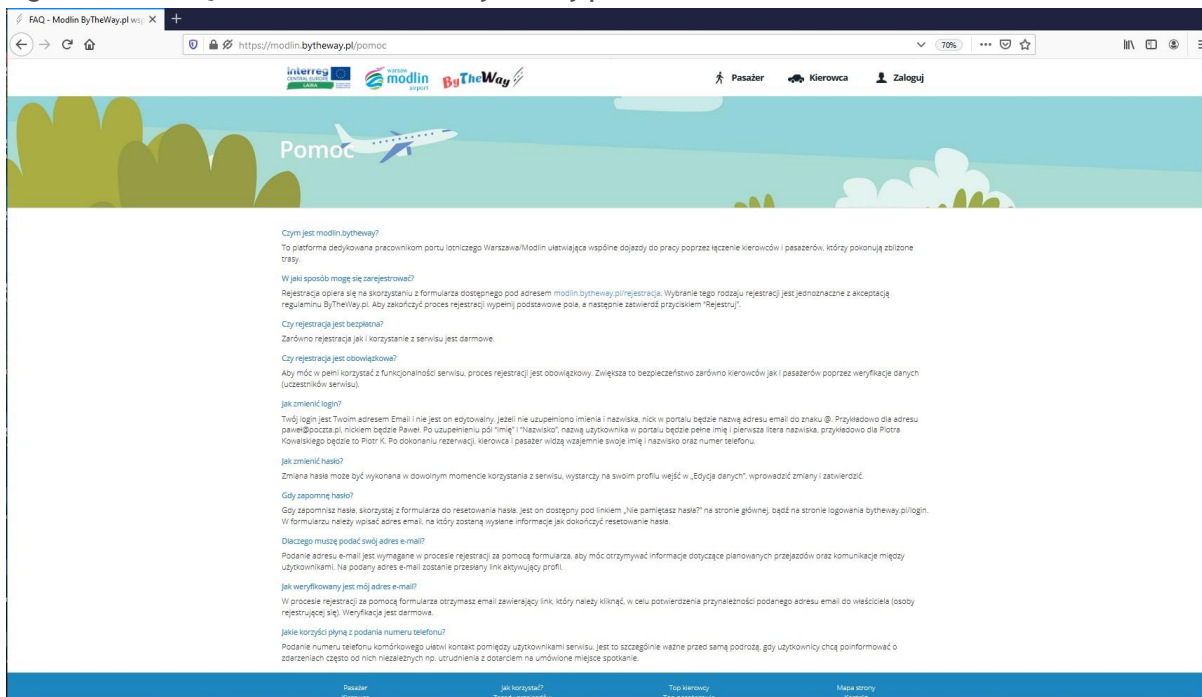 FAQ - Modlin ByTheWay.pl wsp
https://modlin.bytheway.pl/pomoc
70%
Interreg
CENTRAL EUROPE
LAIRA
warsaw
modlin
airport
ByTheWay
Pasażer
Kierowca
Zaloguj
Pomoc
Czym jest modlin.bytheway?
To platforma dedykowana pracownikom portu lotniczego Warszawa/Modlin ułatwiająca wspólne dojazdy do pracy poprzez łączenie kierowców i pasażerów, którzy pokonują zbliżone
trasy.
W jaki sposób mogę się zarejestrować?
Rejestracja opiera się na skorzystaniu z formularza dostępnego pod adresem modlin.bytheway.pl/rejestracja. Wybranie tego rodzaju rejestracji jest jednoznaczne z akceptacją
regulaminu ByTheWay.pl. Aby zakończyć proces rejestracji wypełnij podstawowe pola, a następnie zatwierdź przyciskiem "Rejestruj".
Czy rejestracja jest bezpłatna?
Zarówno rejestracja jak i korzystanie z serwisu jest darmowe.
Czy rejestracja jest obowiązkowa?
Aby móc w pełni korzystać z funkcjonalności serwisu, proces rejestracji jest obowiązkowy. Zwiększa to bezpieczeństwo zarówno kierowców jak i pasażerów poprzez weryfikacje danych
(uczestników serwisu).
Jak zmienić login?
Twój login jest Twoim adresem Email i nie jest on edytowalny. Jeżeli nie uzupełniono imienia i nazwiska, nick w portalu będzie nazwą adresu email do znaku @. Przykładowo dla adresu
paweł@poczta.pl, nickiem będzie Paweł. Po uzupełnieniu pól "Imię" i "Nazwisko", nazwą użytkownika w portalu będzie pełne imię i pierwsza litera nazwiska, przykładowo dla Piotra
Kowalskiego będzie to Piotr K. Po dokonaniu rezerwacji, kierowca i pasażer widzą wzajemnie swoje imię i nazwisko oraz numer telefonu.
Jak zmienić hasło?
Zmiana hasła może być wykonana w dowolnym momencie korzystania z serwisu, wystarczy na swoim profilu wejść w „Edycja danych", wprowadzić zmiany i zatwierdzić.
Gdy zapomnę hasło?
Gdy zapomnisz hasła, skorzystaj z formularza do resetowania hasła. Jest on dostępny pod linkiem „Nie pamiętasz hasła?" na stronie głównej, bądź na stronie logowania bytheway.pl/login.
W formularzu należy wpisać adres email, na który zostaną wysłane informacje jak dokończyć resetowanie hasła.
Dlaczego muszę podać swój adres e-mail?
Podanie adresu e-mail jest wymagane w procesie rejestracji za pomocą formularza, aby móc otrzymywać informacje dotyczące planowanych przejazdów oraz komunikacje między
użytkownikami. Na podany adres e-mail zostanie przesłany link aktywujący profil.
Jak weryfikowany jest mój adres e-mail?
W procesie rejestracji za pomocą formularza otrzymasz email zawierający link, który należy kliknąć, w celu potwierdzenia przynależności podanego adresu email do właściciela (osoby
rejestrującej się). Weryfikacja jest darmowa.
Jakie korzyści płyną z podania numeru telefonu?
Podanie numeru telefonu komórkowego ułatwi kontakt pomiędzy użytkownikami serwisu. Jest to szczególnie ważne przed samą podrożą, gdy użytkownicy chcą poinformować o
zdarzeniach często od nich niezależnych np. utrudnienia z dotarciem na umówione miejsce spotkanie.
Pasażer
Jak korzystać?
Top kierowcy
Mapa strony